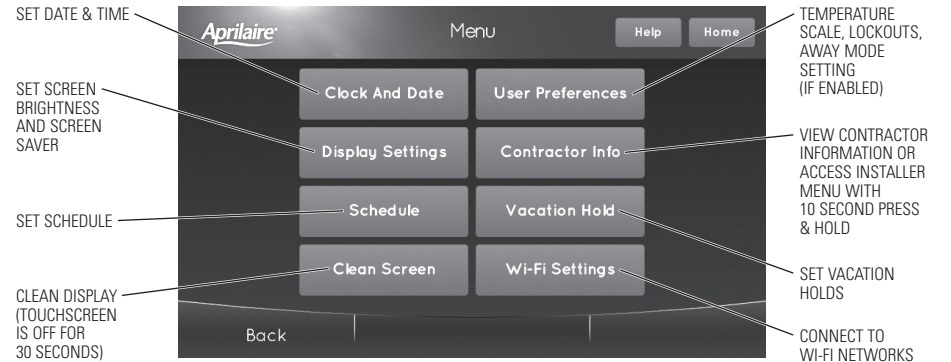 SET DATE & TIME
SET SCREEN
BRIGHTNESS
AND SCREEN
SAVER
SET SCHEDULE
CLEAN DISPLAY
(TOUCHSCREEN
IS OFF FOR
30 SECONDS)
Aprilaire
Menu
Help
Home
Clock And Date
User Preferences
Display Settings
Contractor Info
Schedule
Vacation Hold
Clean Screen
Wi-Fi Settings
Back
TEMPERATURE
SCALE, LOCKOUTS,
AWAY MODE
SETTING
(IF ENABLED)
VIEW CONTRACTOR
INFORMATION OR
ACCESS INSTALLER
MENU WITH
10 SECOND PRESS
& HOLD
SET VACATION
HOLDS
CONNECT TO
WI-FI NETWORKS